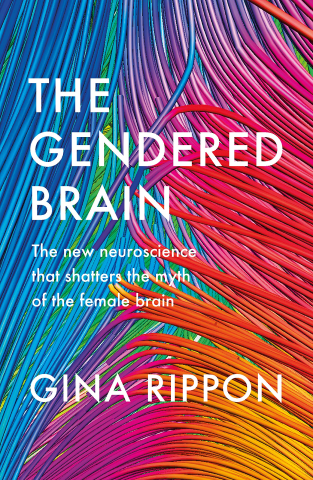 THE
GENDERED
BRAIN
The new neuroscience
that shatters the myth
of the female brain
GINA RIPPON